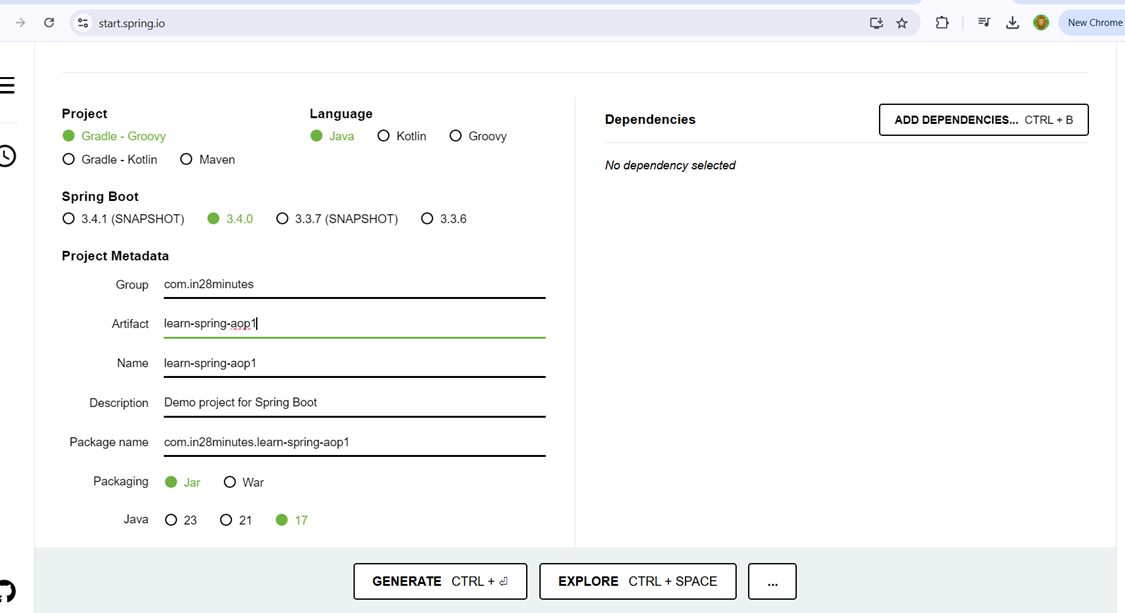 start.spring.io
New Chrome
Project
Language
Gradle - Groovy
Java
Kotlin
Groovy
Gradle - Kotlin
Maven
Spring Boot
3.4.1 (SNAPSHOT)
3.4.0
3.3.7 (SNAPSHOT)
3.3.6
Project Metadata
Group
com.in28minutes
Artifact
learn-spring-aop1
Name
learn-spring-aop1
Description
Demo project for Spring Boot
Package name
com.in28minutes.learn-spring-aop1
Packaging
Jar
War
Java
23
21
17
Dependencies
ADD DEPENDENCIES... CTRL + B
No dependency selected
GENERATE CTRL + ⏎
EXPLORE CTRL + SPACE
...